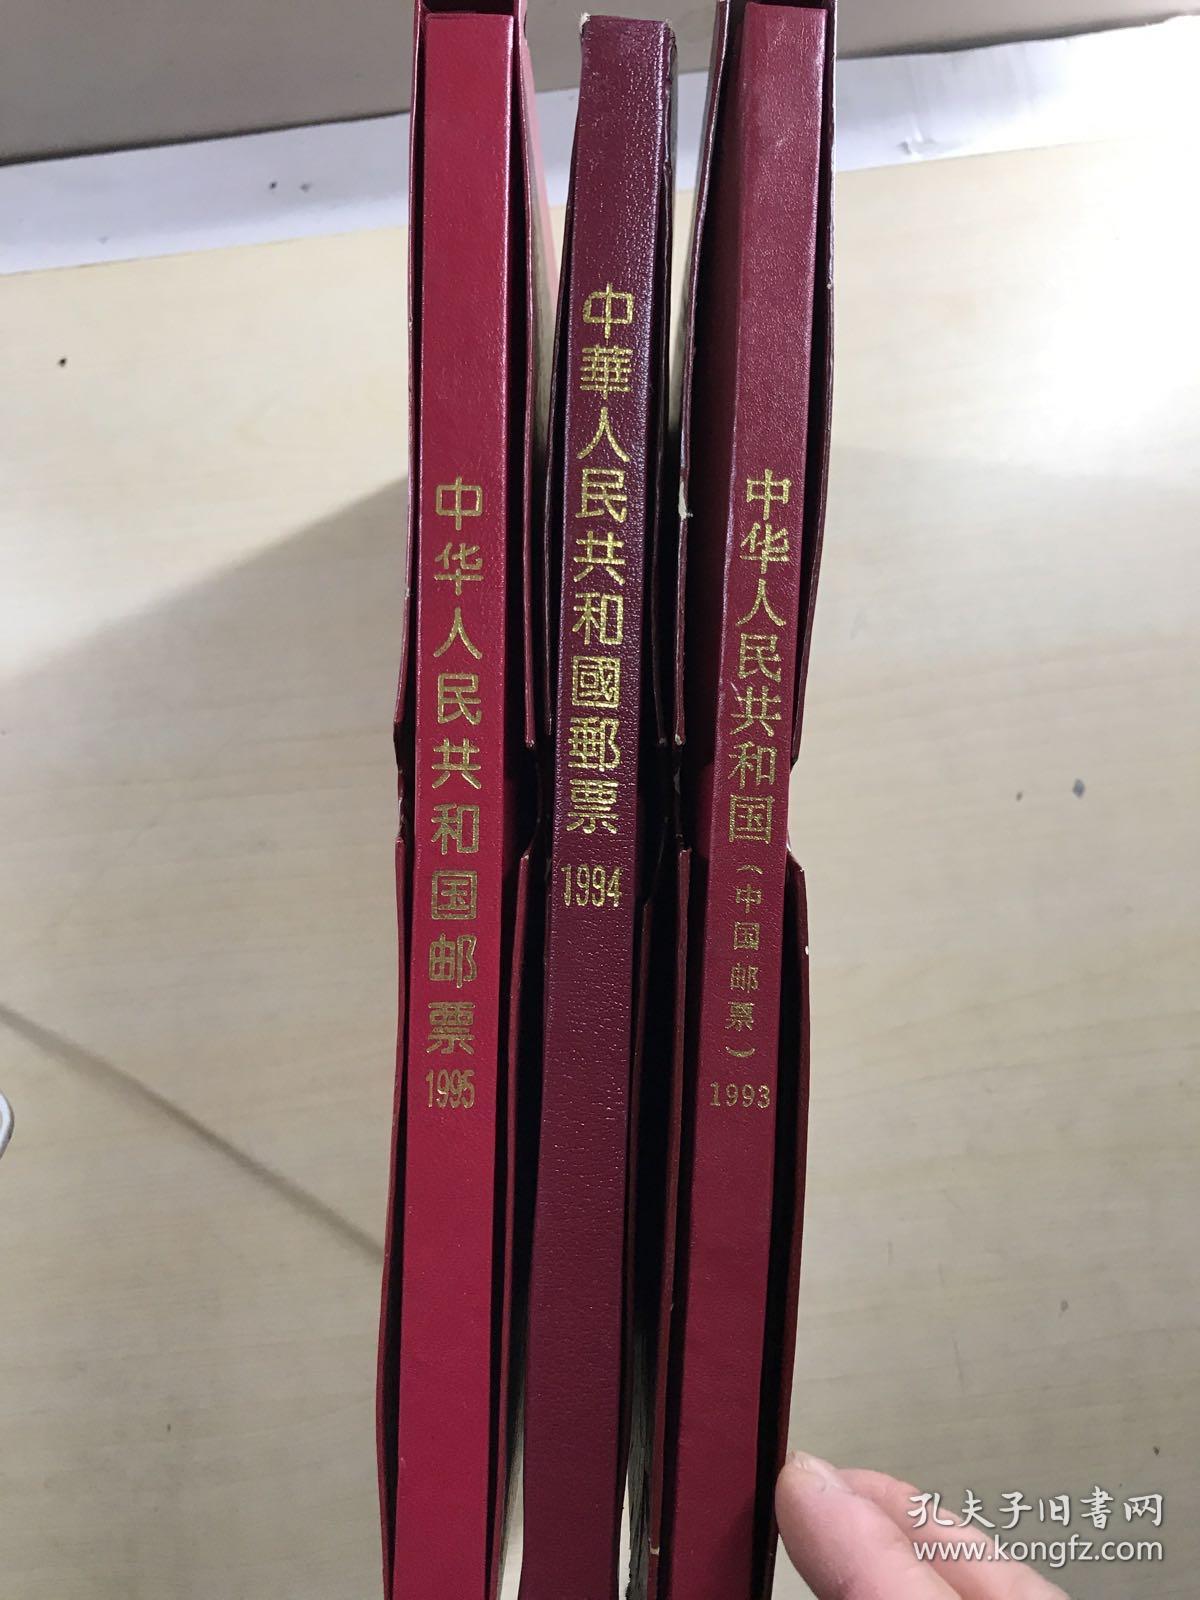 中华人民共和国邮票
1995
中華人民共和國郵票
1994
中华人民共和国（中国邮票）
1993
孔夫子旧书网
www.kongfz.com